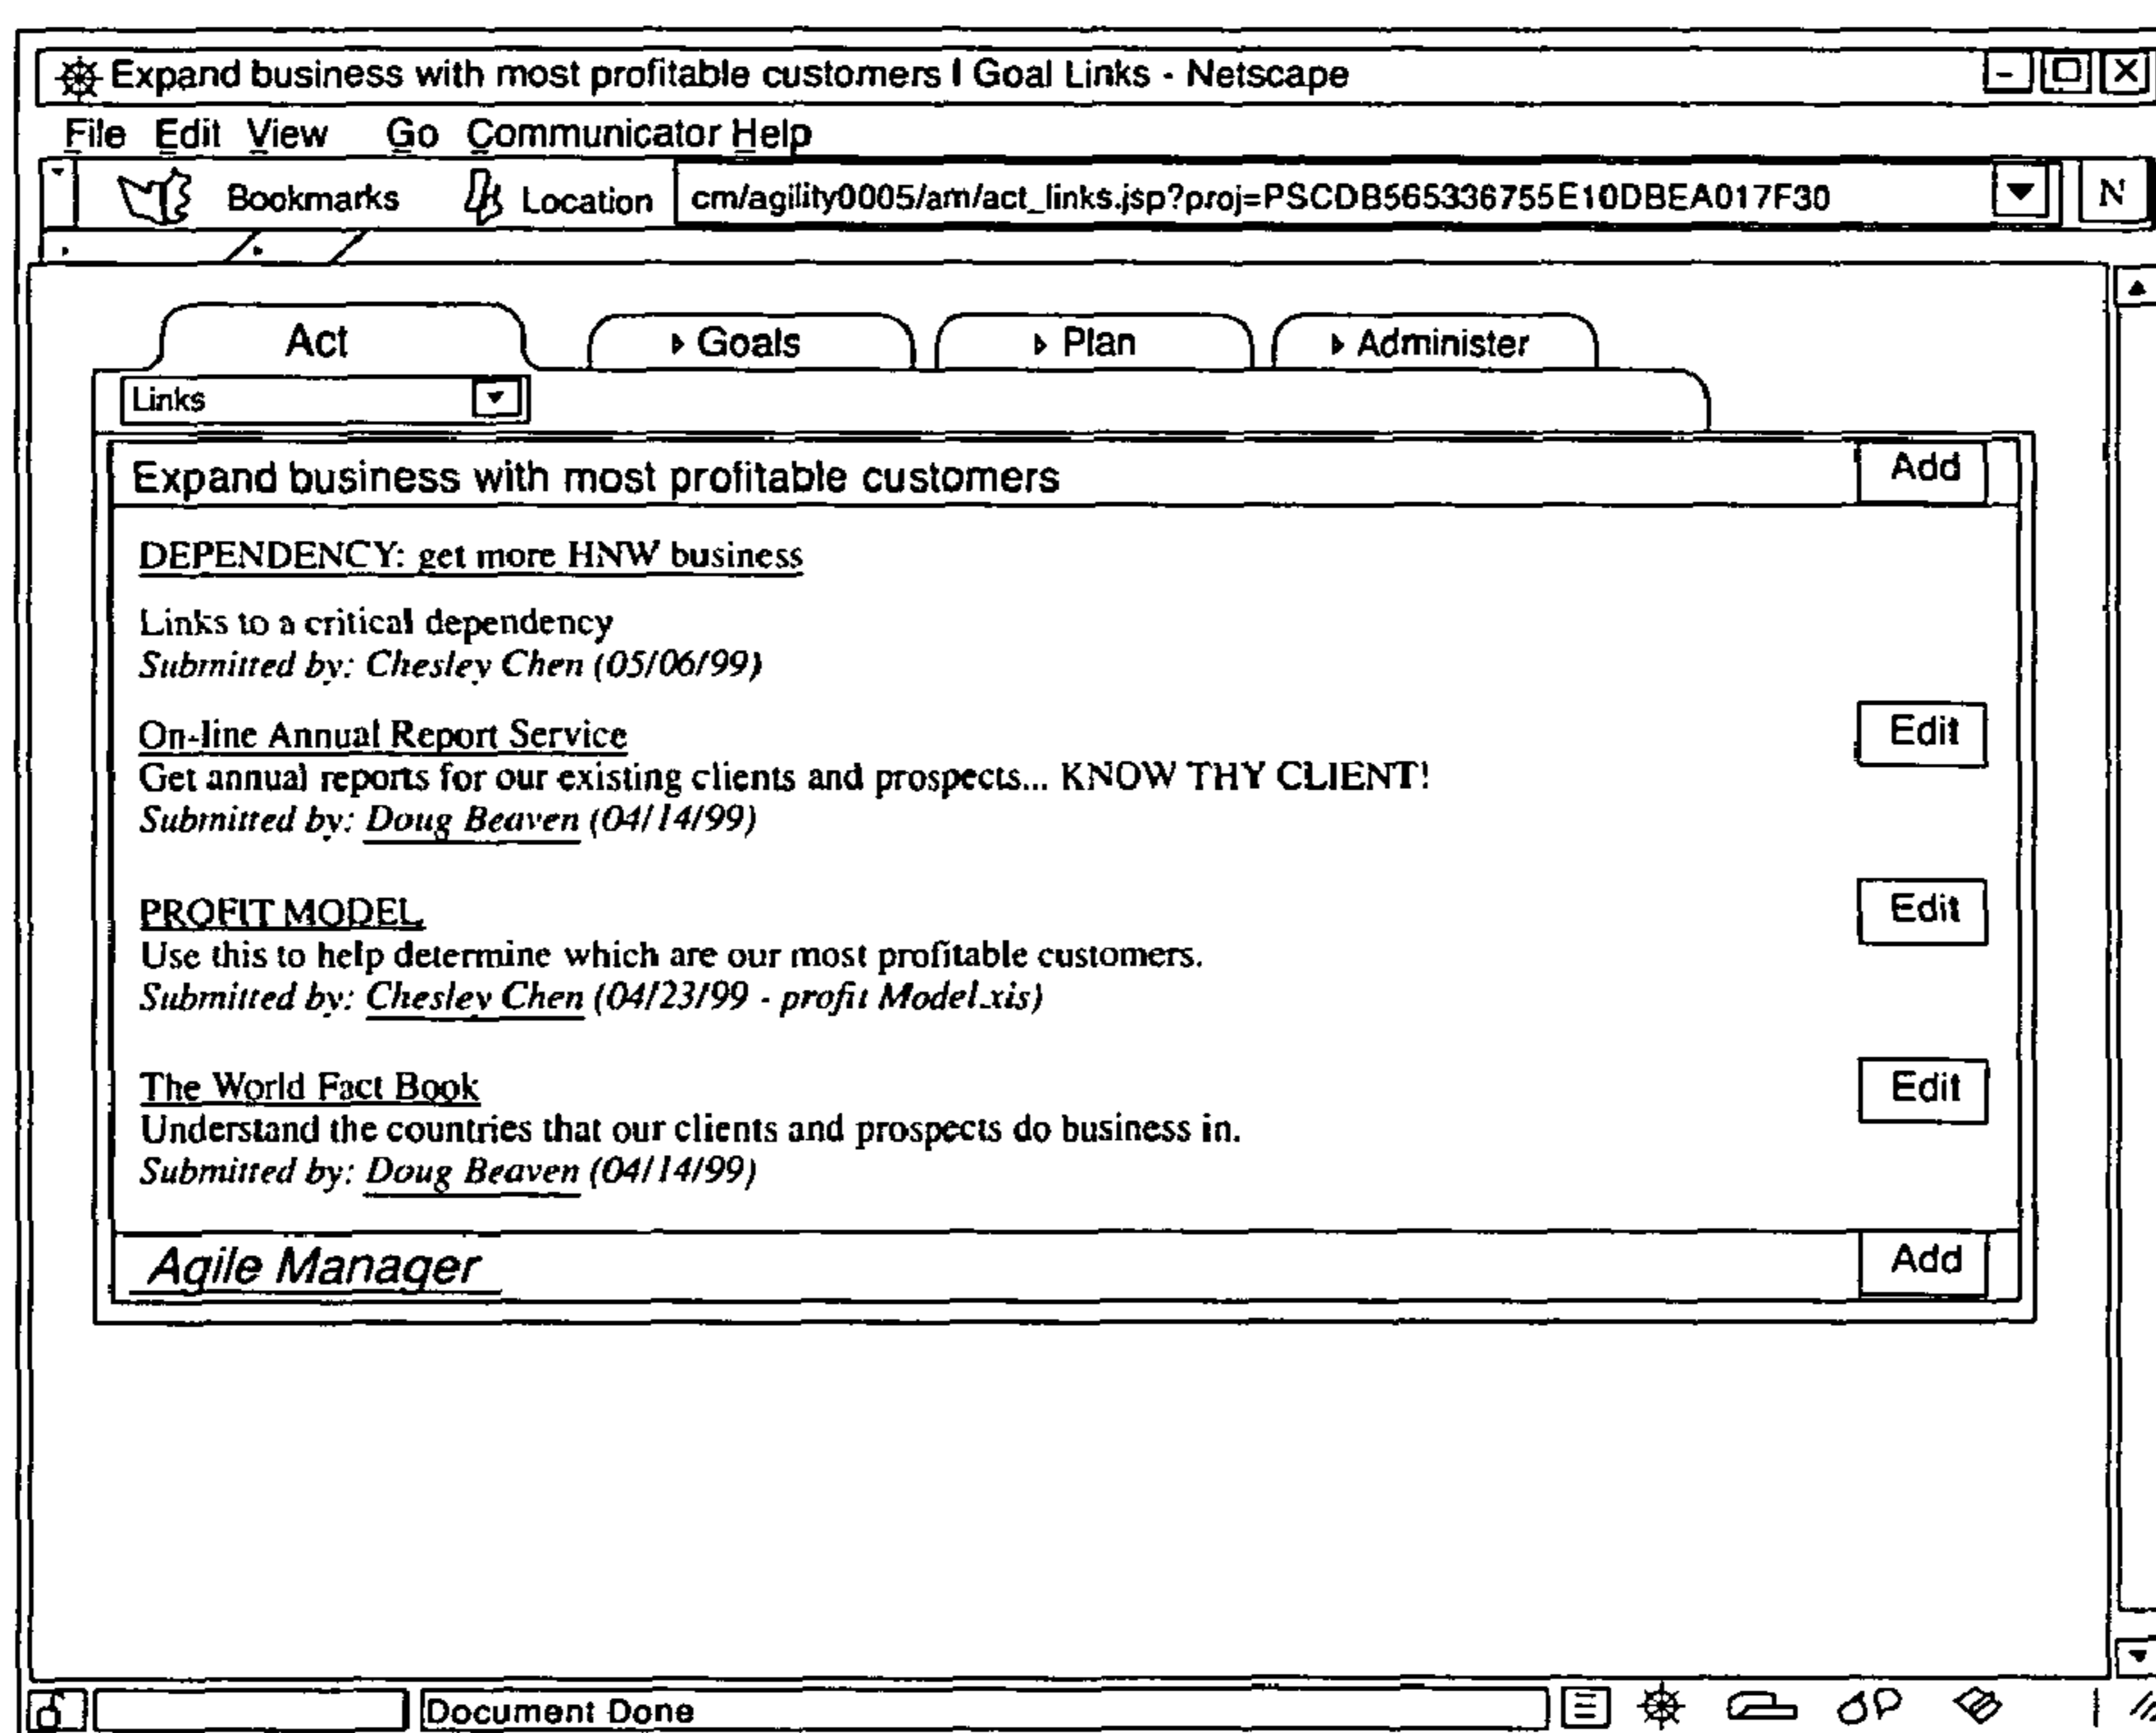 Expand business with most profitable customers | Goal Links - Netscape
File Edit View Go Communicator Help
Bookmarks Location cm/agility0005/am/act_links.jsp?proj=PSCDB565336755E10DBEA017F30 N
Act Goals Plan Administer
Links
Expand business with most profitable customers Add
DEPENDENCY: get more HNW business
Links to a critical dependency
Submitted by: Chesley Chen (05/06/99)
On-line Annual Report Service Edit
Get annual reports for our existing clients and prospects... KNOW THY CLIENT!
Submitted by: Doug Beaven (04/14/99)
PROFIT MODEL Edit
Use this to help determine which are our most profitable customers.
Submitted by: Chesley Chen (04/23/99 - profit Model.xis)
The World Fact Book Edit
Understand the countries that our clients and prospects do business in.
Submitted by: Doug Beaven (04/14/99)
Agile Manager Add
Document Done